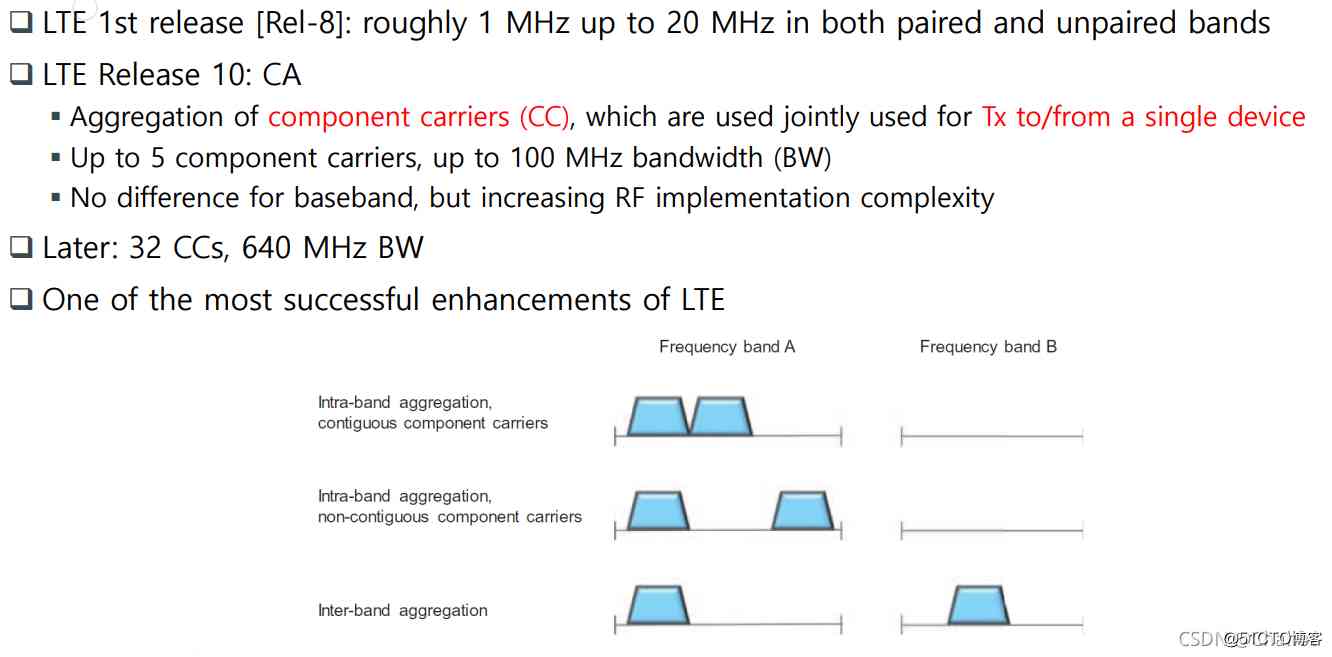 ❑ LTE 1st release [Rel-8]: roughly 1 MHz up to 20 MHz in both paired and unpaired bands
❑ LTE Release 10: CA
▪ Aggregation of component carriers (CC), which are used jointly used for Tx to/from a single device
▪ Up to 5 component carriers, up to 100 MHz bandwidth (BW)
▪ No difference for baseband, but increasing RF implementation complexity
❑ Later: 32 CCs, 640 MHz BW
❑ One of the most successful enhancements of LTE
Frequency band A
Frequency band B
Intra-band aggregation,
contiguous component carriers
Intra-band aggregation,
non-contiguous component carriers
Inter-band aggregation
CSDN @51CTO博客